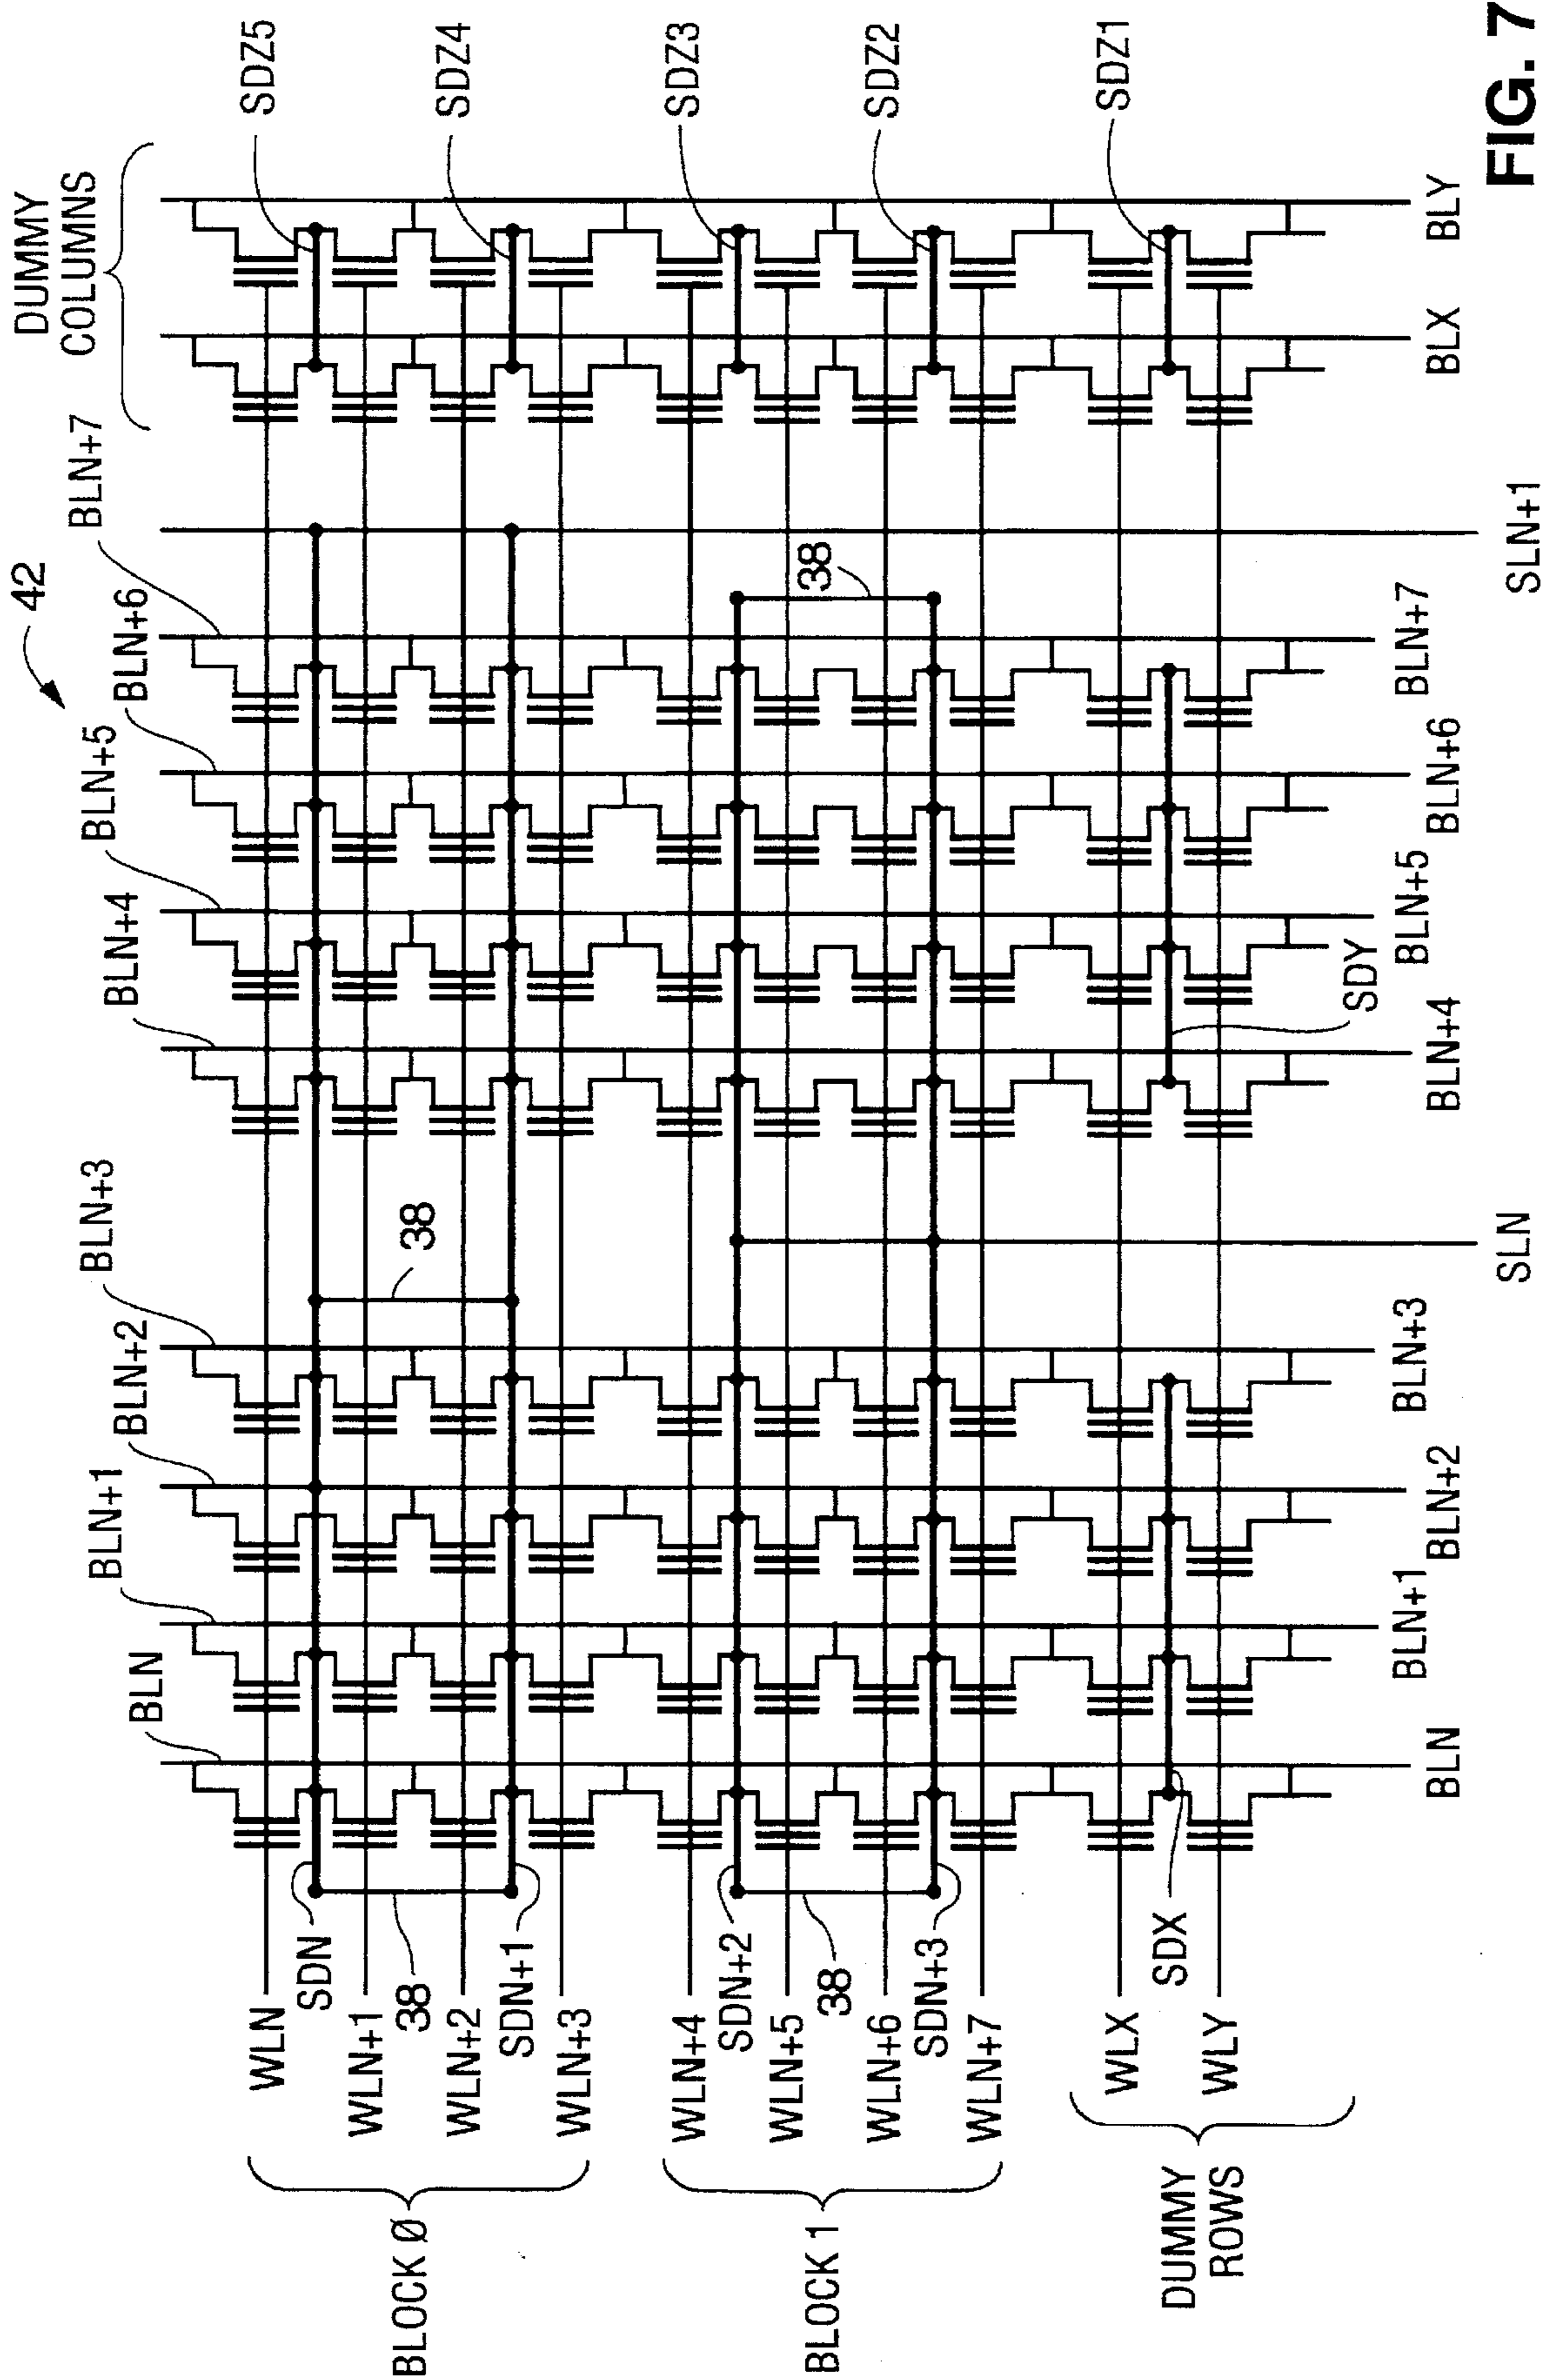 42
DUMMY
COLUMNS
BLN
BLN+1
BLN+2
BLN+3
BLN+4
BLN+5
BLN+6
BLN+7
SDZ5
SDZ4
SDZ3
SDZ2
SDZ1
WLN
SDN
WLN+1
38
WLN+2
SDN+1
WLN+3
38
BLOCK Ø
WLN+4
SDN+2
WLN+5
38
WLN+6
SDN+3
WLN+7
38
BLOCK 1
WLX
SDX
WLY
SDY
DUMMY
ROWS
BLN
BLN+1
BLN+2
BLN+3
SLN
BLN+4
BLN+5
BLN+6
BLN+7
SLN+1
BLX
BLY
FIG. 7